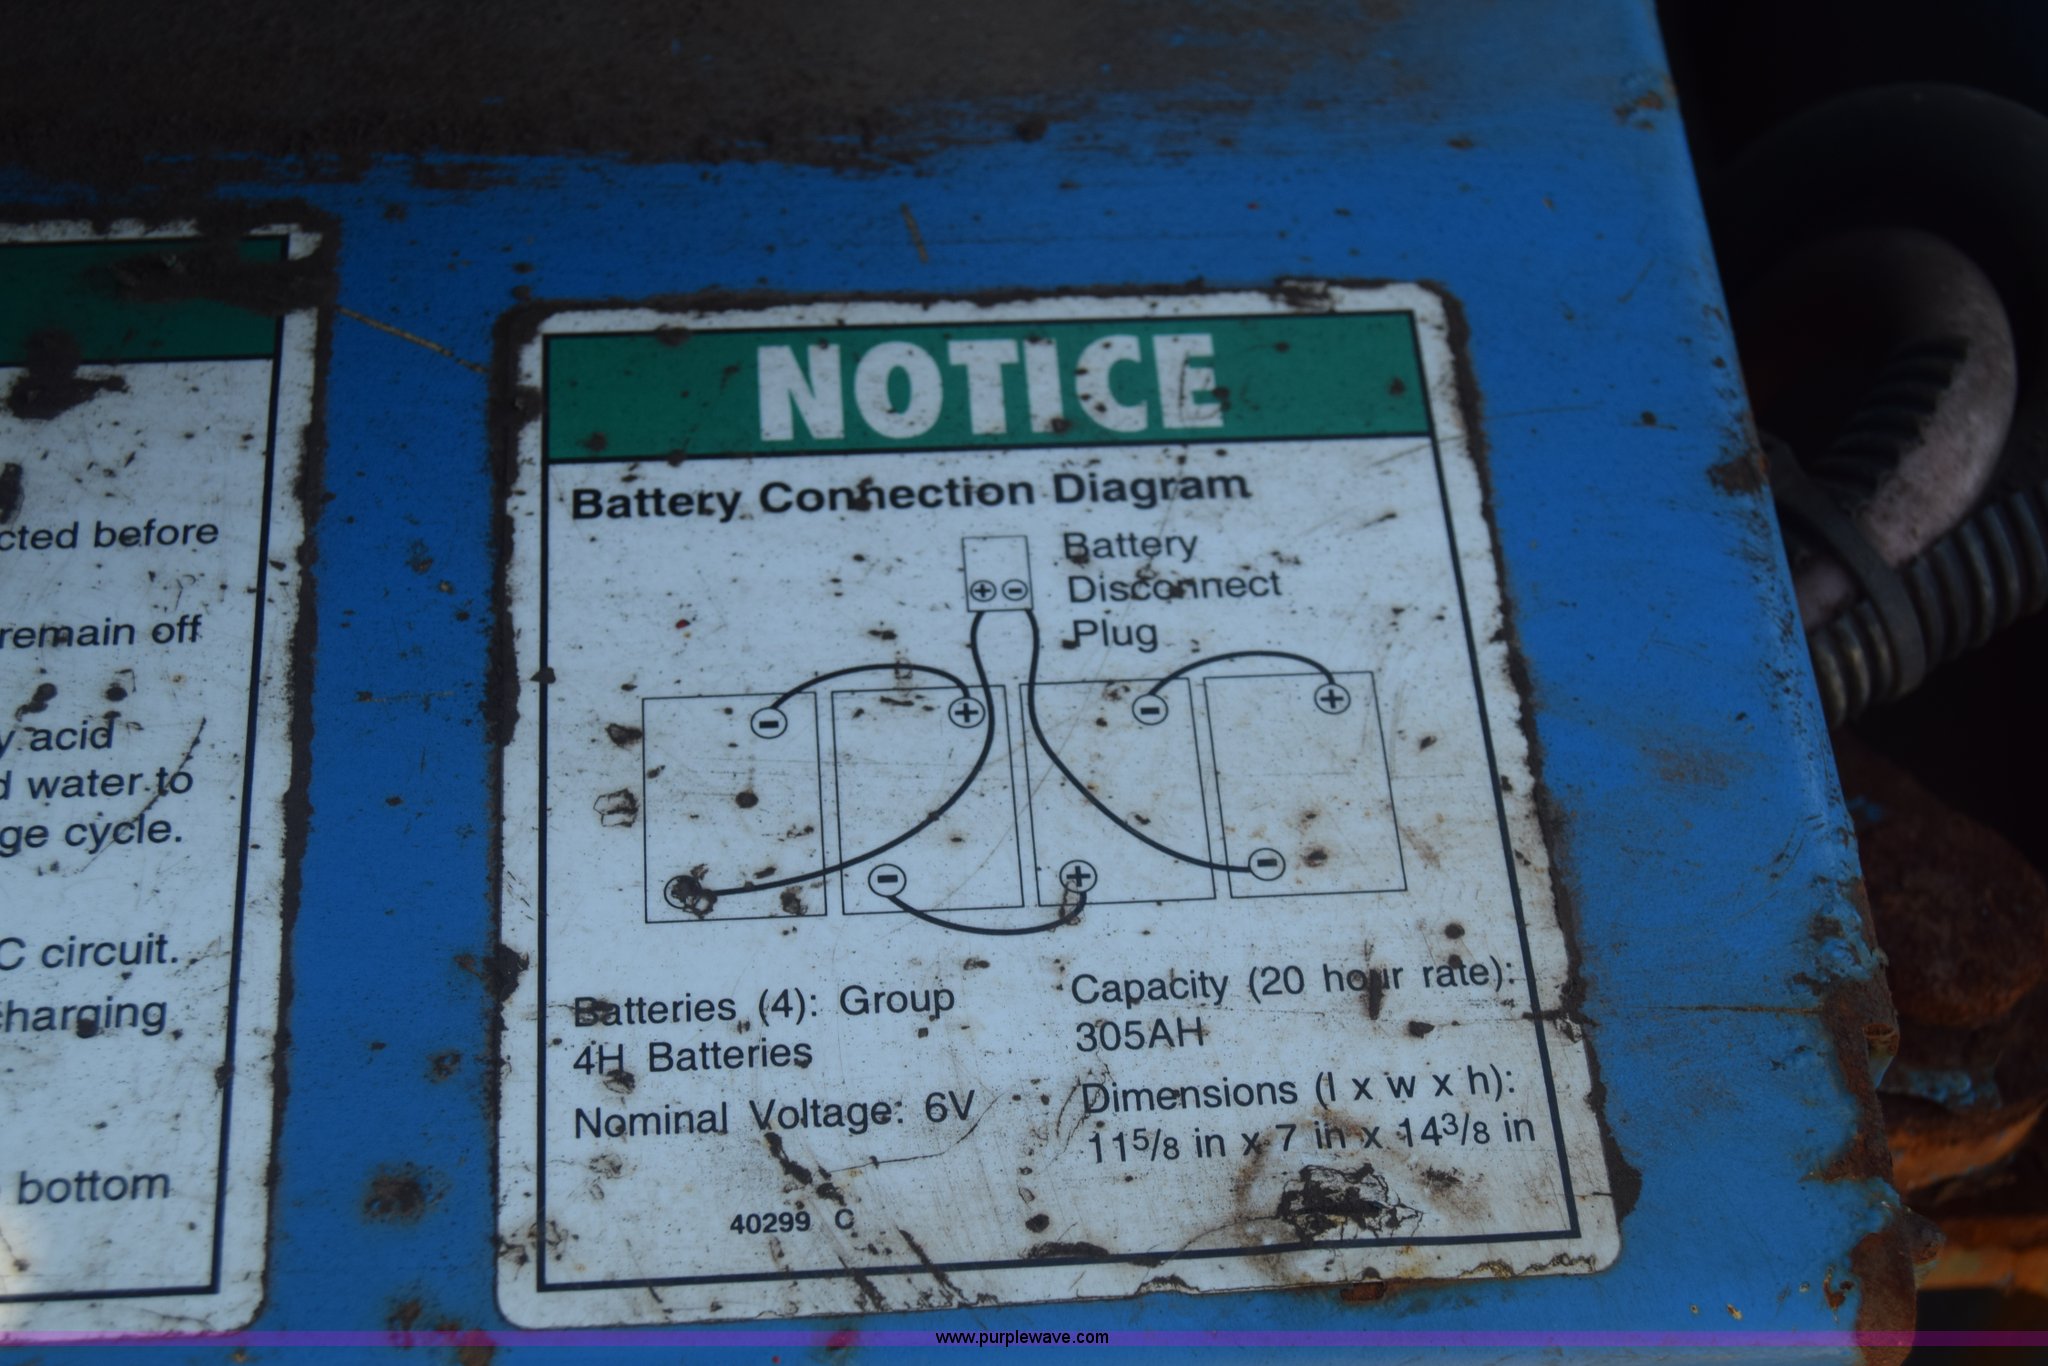 cted before
remain off
y acid
d water to
ge cycle.
C circuit.
charging
bottom
NOTICE
Battery Connection Diagram
Battery
Disconnect
Plug
+ -
- + - +
- + -
Batteries (4): Group
4H Batteries
Nominal Voltage: 6V
Capacity (20 hour rate):
305AH
Dimensions (l x w x h):
11 5/8 in x 7 in x 14 3/8 in
40299 C
www.purplewave.com